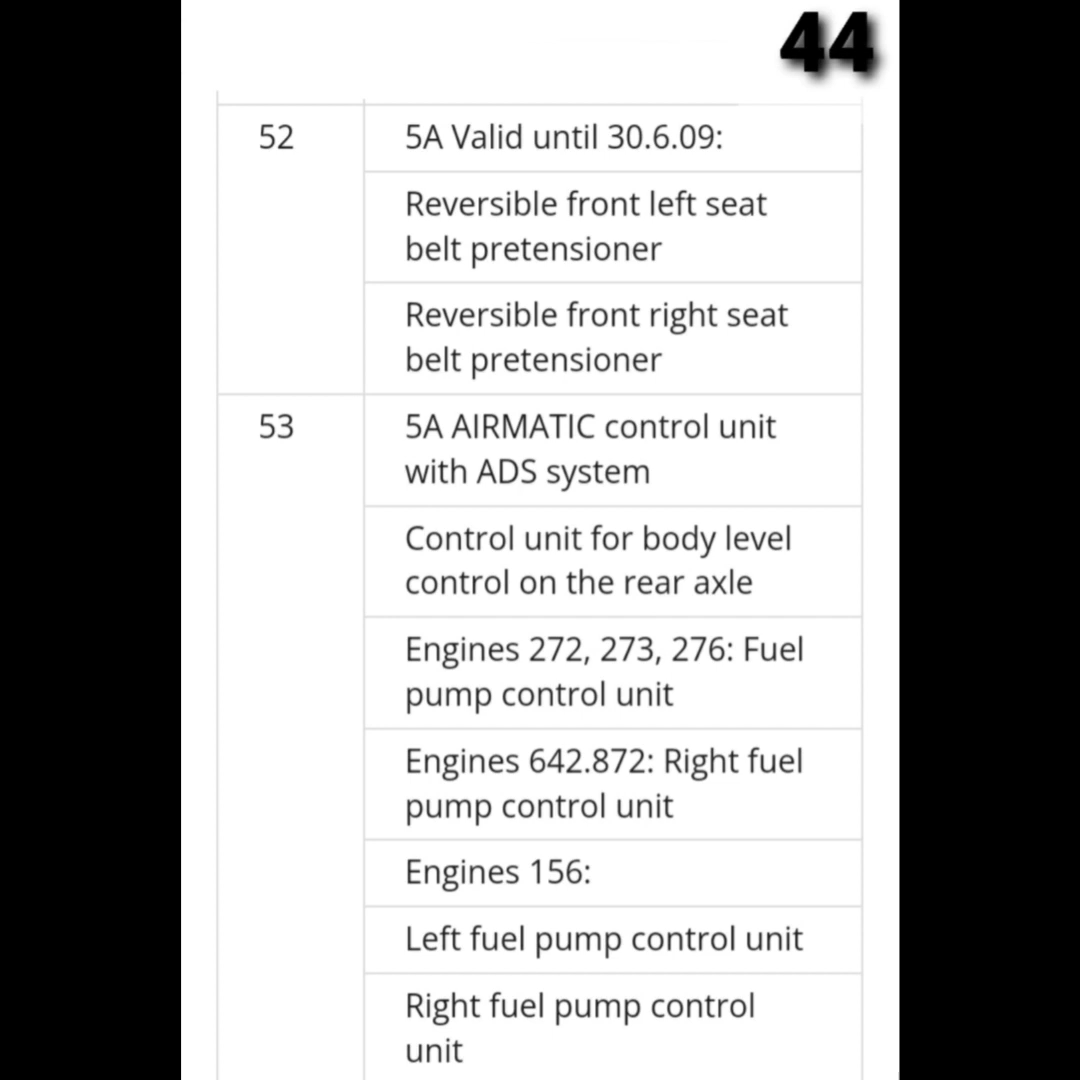 44
52
5A Valid until 30.6.09:
Reversible front left seat
belt pretensioner
Reversible front right seat
belt pretensioner
53
5A AIRMATIC control unit
with ADS system
Control unit for body level
control on the rear axle
Engines 272, 273, 276: Fuel
pump control unit
Engines 642.872: Right fuel
pump control unit
Engines 156:
Left fuel pump control unit
Right fuel pump control
unit